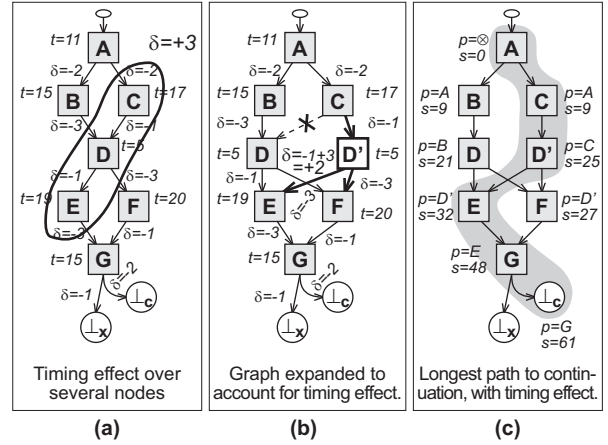 t=11
A
δ=+3
δ=-2
δ=-2
t=15
B
C
t=17
δ=-3
δ=-1
D
t=5
δ=-1
δ=-3
t=19
E
F
t=20
δ=-3
δ=-1
t=15
G
δ=-1
δ=-2
⊥c
⊥x
Timing effect over
several nodes
(a)
t=11
A
δ=-2
δ=-2
t=15
B
C
t=17
δ=-3
δ=-1
t=5
D
δ=-1+3
=+2
D'
t=5
δ=-1
δ=-3
δ=-3
t=19
E
F
t=20
δ=-3
δ=-1
t=15
G
δ=-1
δ=-2
⊥c
⊥x
Graph expanded to
account for timing effect.
(b)
p=⊗
s=0
A
p=A
s=9
B
C
p=A
s=9
p=B
s=21
D
D'
p=C
s=25
p=D'
s=32
E
F
p=D'
s=27
p=E
s=48
G
⊥c
⊥x
p=G
s=61
Longest path to contin-
uation, with timing effect.
(c)